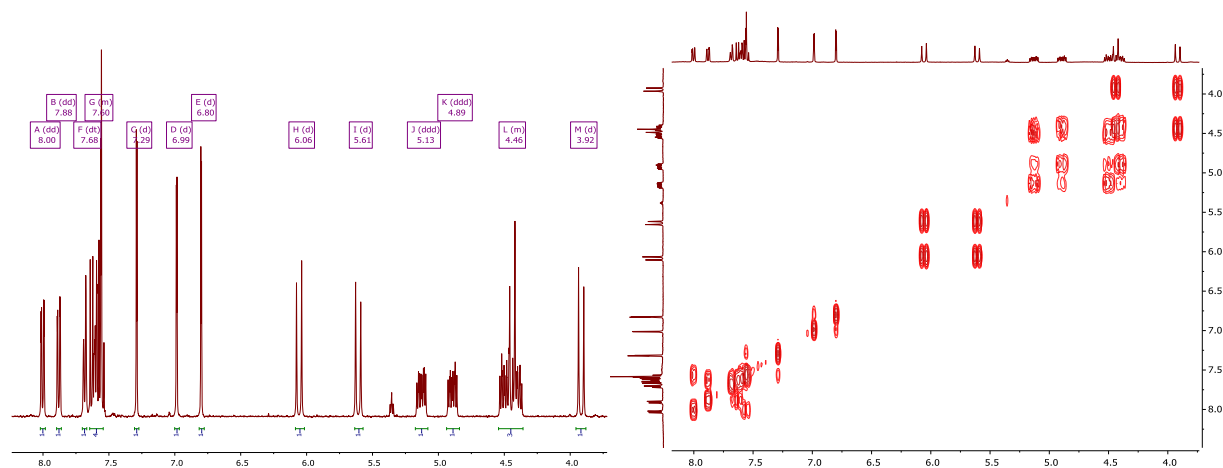 B (dd)
7.88
G (m)
7.60
E (d)
6.80
K (ddd)
4.89
A (dd)
8.00
F (dt)
7.68
C (d)
7.29
D (d)
6.99
H (d)
6.06
I (d)
5.61
J (ddd)
5.13
L (m)
4.46
M (d)
3.92
8.0 7.5 7.0 6.5 6.0 5.5 5.0 4.5 4.0
4.0
4.5
5.0
5.5
6.0
6.5
7.0
7.5
8.0
8.0 7.5 7.0 6.5 6.0 5.5 5.0 4.5 4.0